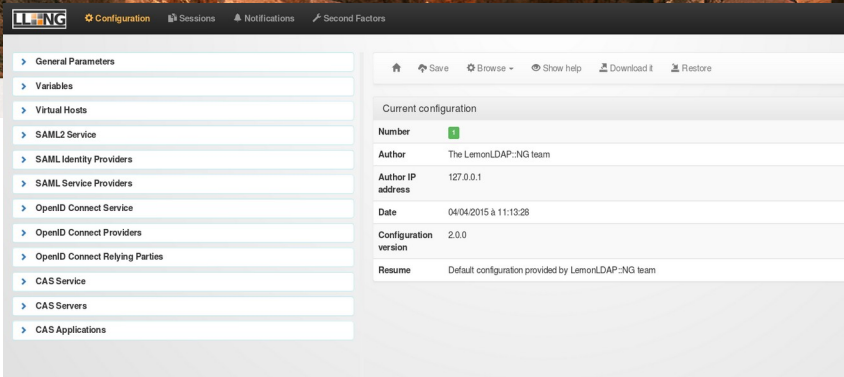 LL::NG
Configuration
Sessions
Notifications
Second Factors
General Parameters
Variables
Virtual Hosts
SAML2 Service
SAML Identity Providers
SAML Service Providers
OpenID Connect Service
OpenID Connect Providers
OpenID Connect Relying Parties
CAS Service
CAS Servers
CAS Applications
Save
Browse
Show help
Download it
Restore
Current configuration
Number 1
Author The LemonLDAP::NG team
Author IP
address 127.0.0.1
Date 04/04/2015 à 11:13:28
Configuration
version 2.0.0
Resume Default configuration provided by LemonLDAP::NG team